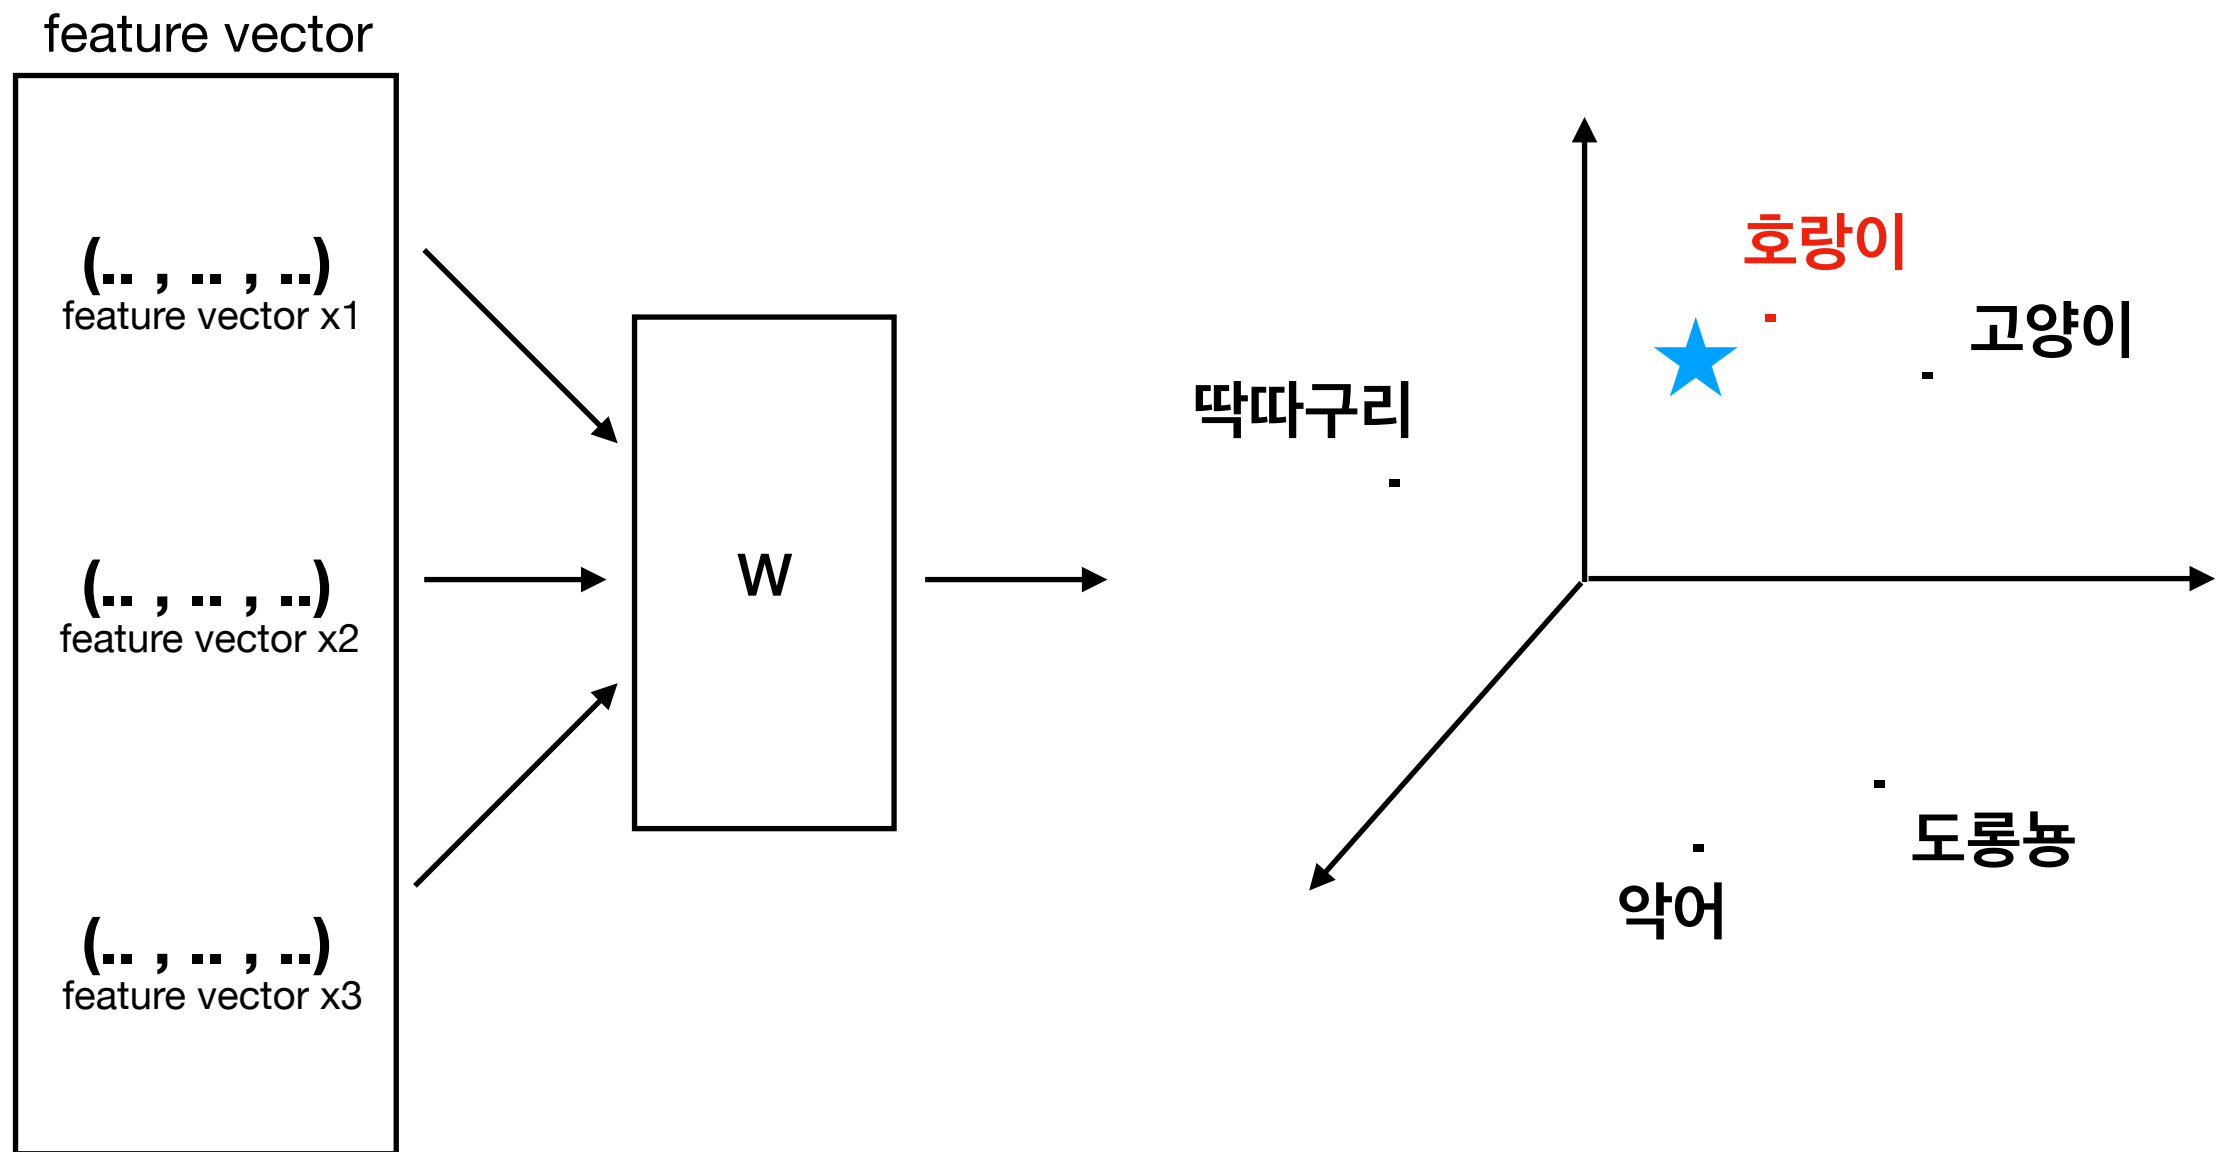 feature vector
(.. , .. , ..)
feature vector x1
(.. , .. , ..)
feature vector x2
(.. , .. , ..)
feature vector x3
W
호랑이
고양이
딱따구리
도롱뇽
악어